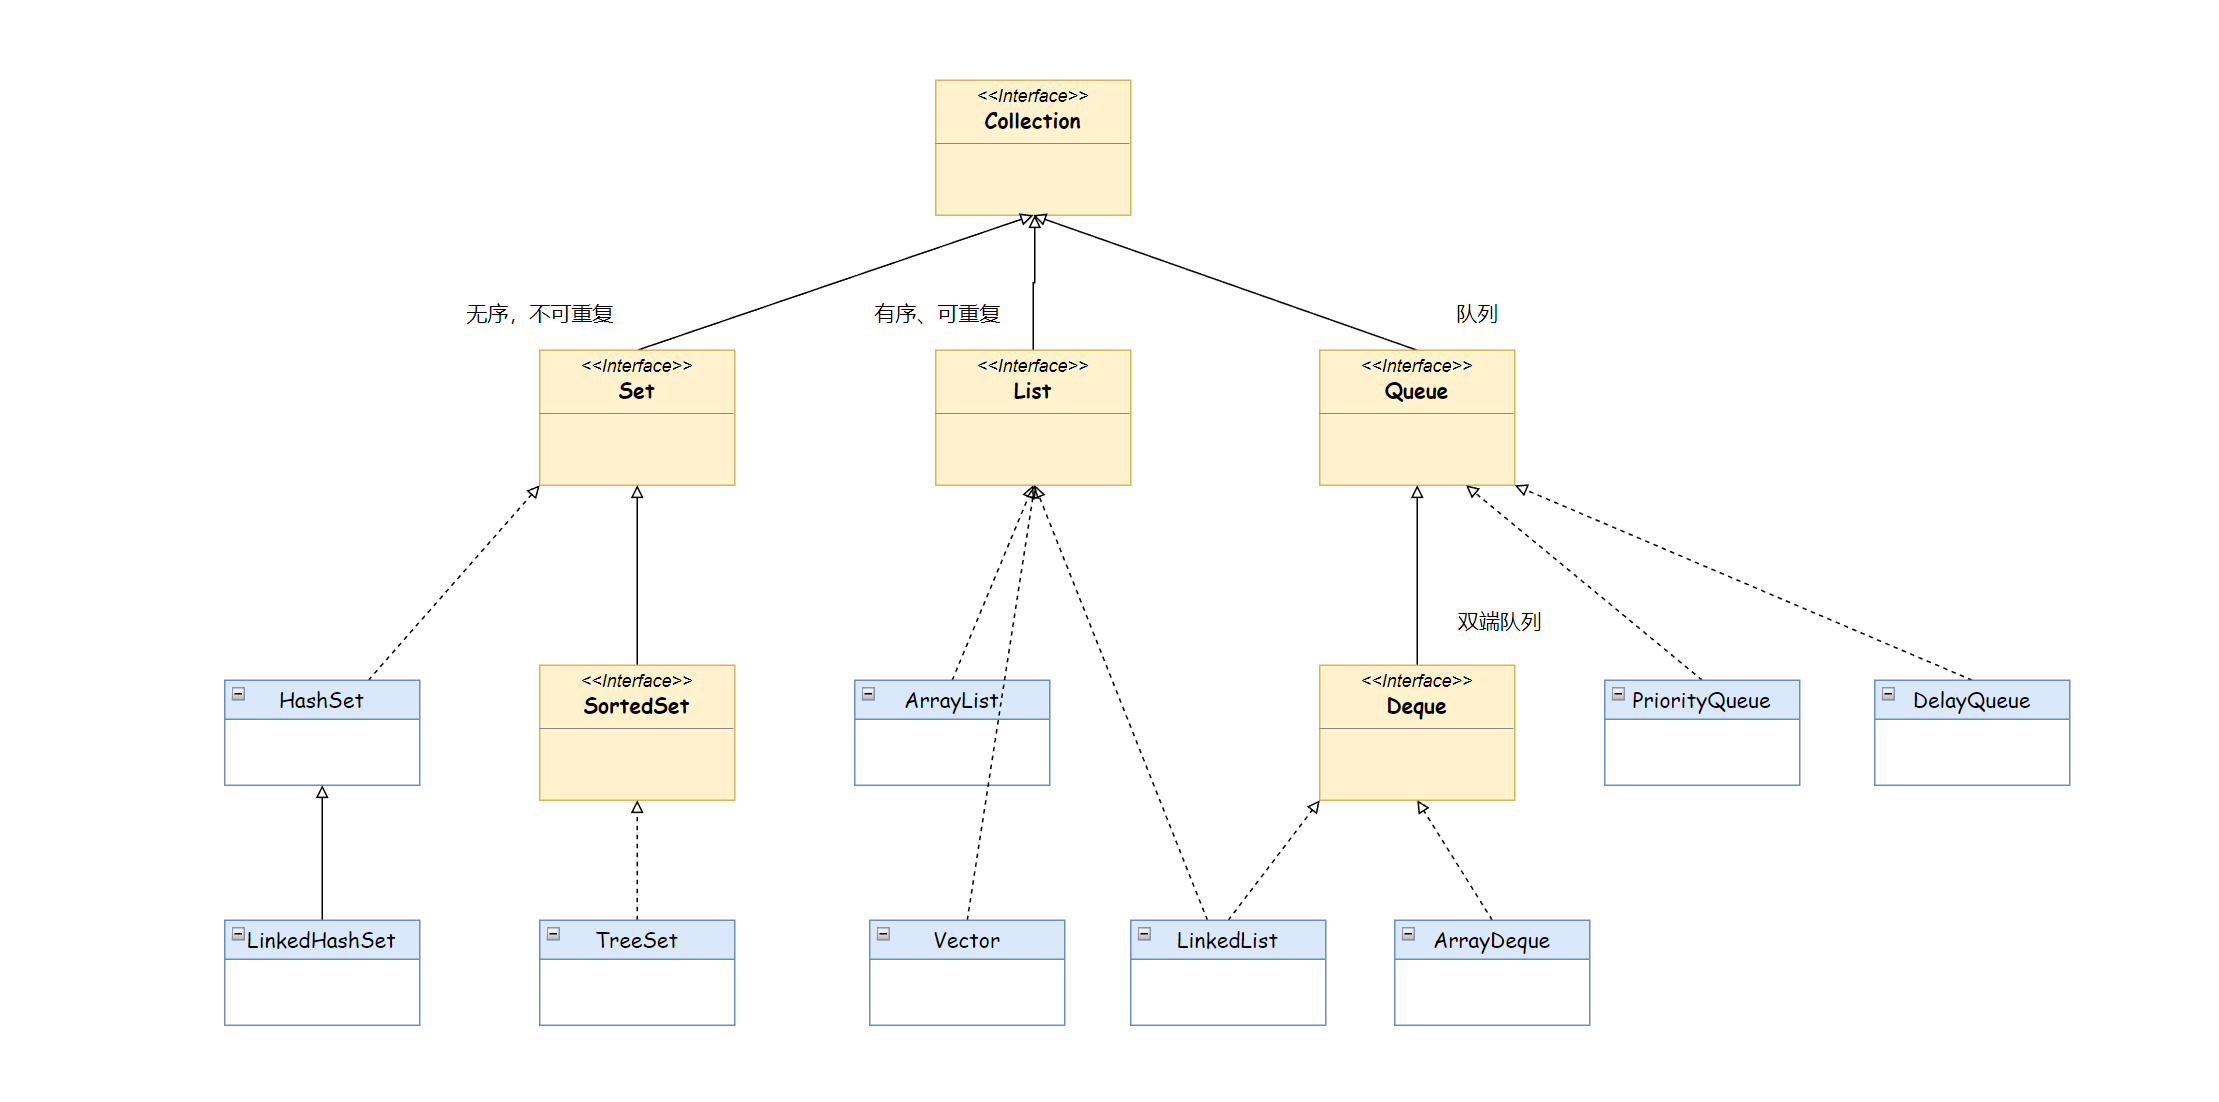 <<Interface>>
Collection
无序，不可重复
有序、可重复
队列
<<Interface>>
Set
<<Interface>>
List
<<Interface>>
Queue
双端队列
HashSet
<<Interface>>
SortedSet
ArrayList
<<Interface>>
Deque
PriorityQueue
DelayQueue
LinkedHashSet
TreeSet
Vector
LinkedList
ArrayDeque